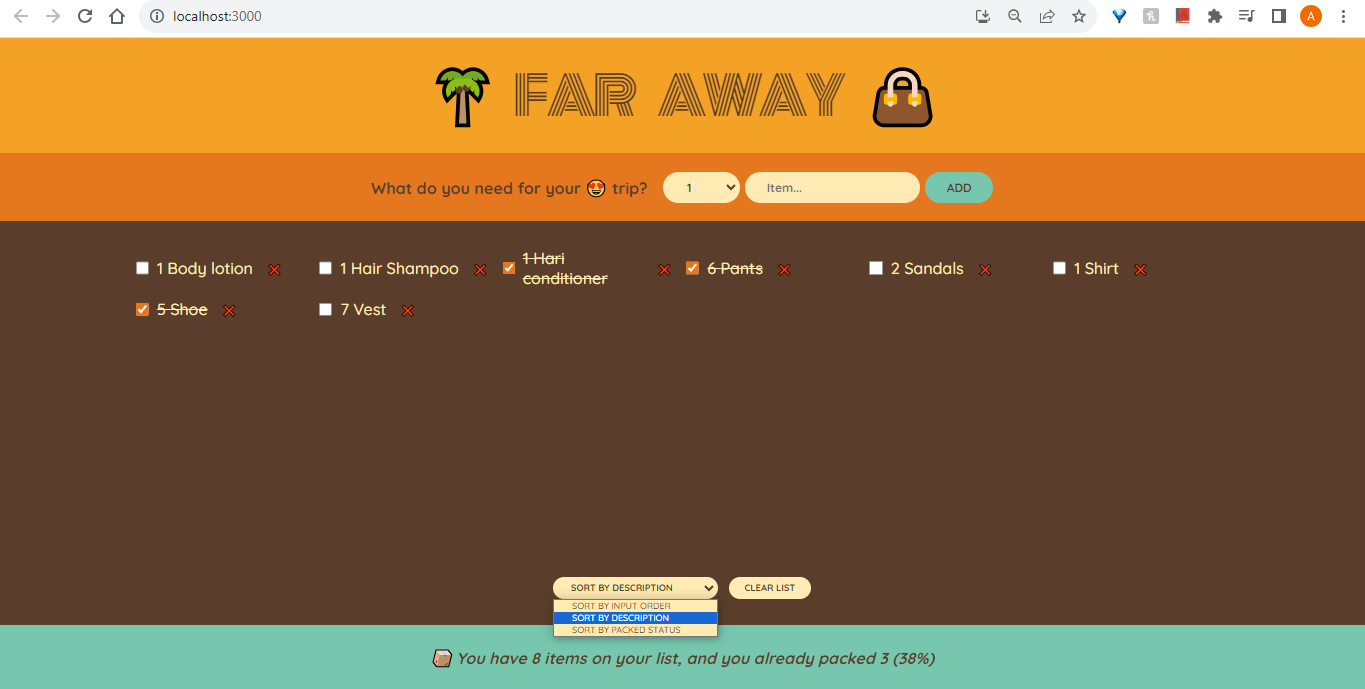 localhost:3000
A
FAR AWAY
What do you need for your 😍 trip?
1
Item...
ADD
1 Body lotion
1 Hair Shampoo
1 Hari
conditioner
6 Pants
2 Sandals
1 Shirt
5 Shoe
7 Vest
SORT BY DESCRIPTION
CLEAR LIST
SORT BY INPUT ORDER
SORT BY DESCRIPTION
SORT BY PACKED STATUS
You have 8 items on your list, and you already packed 3 (38%)